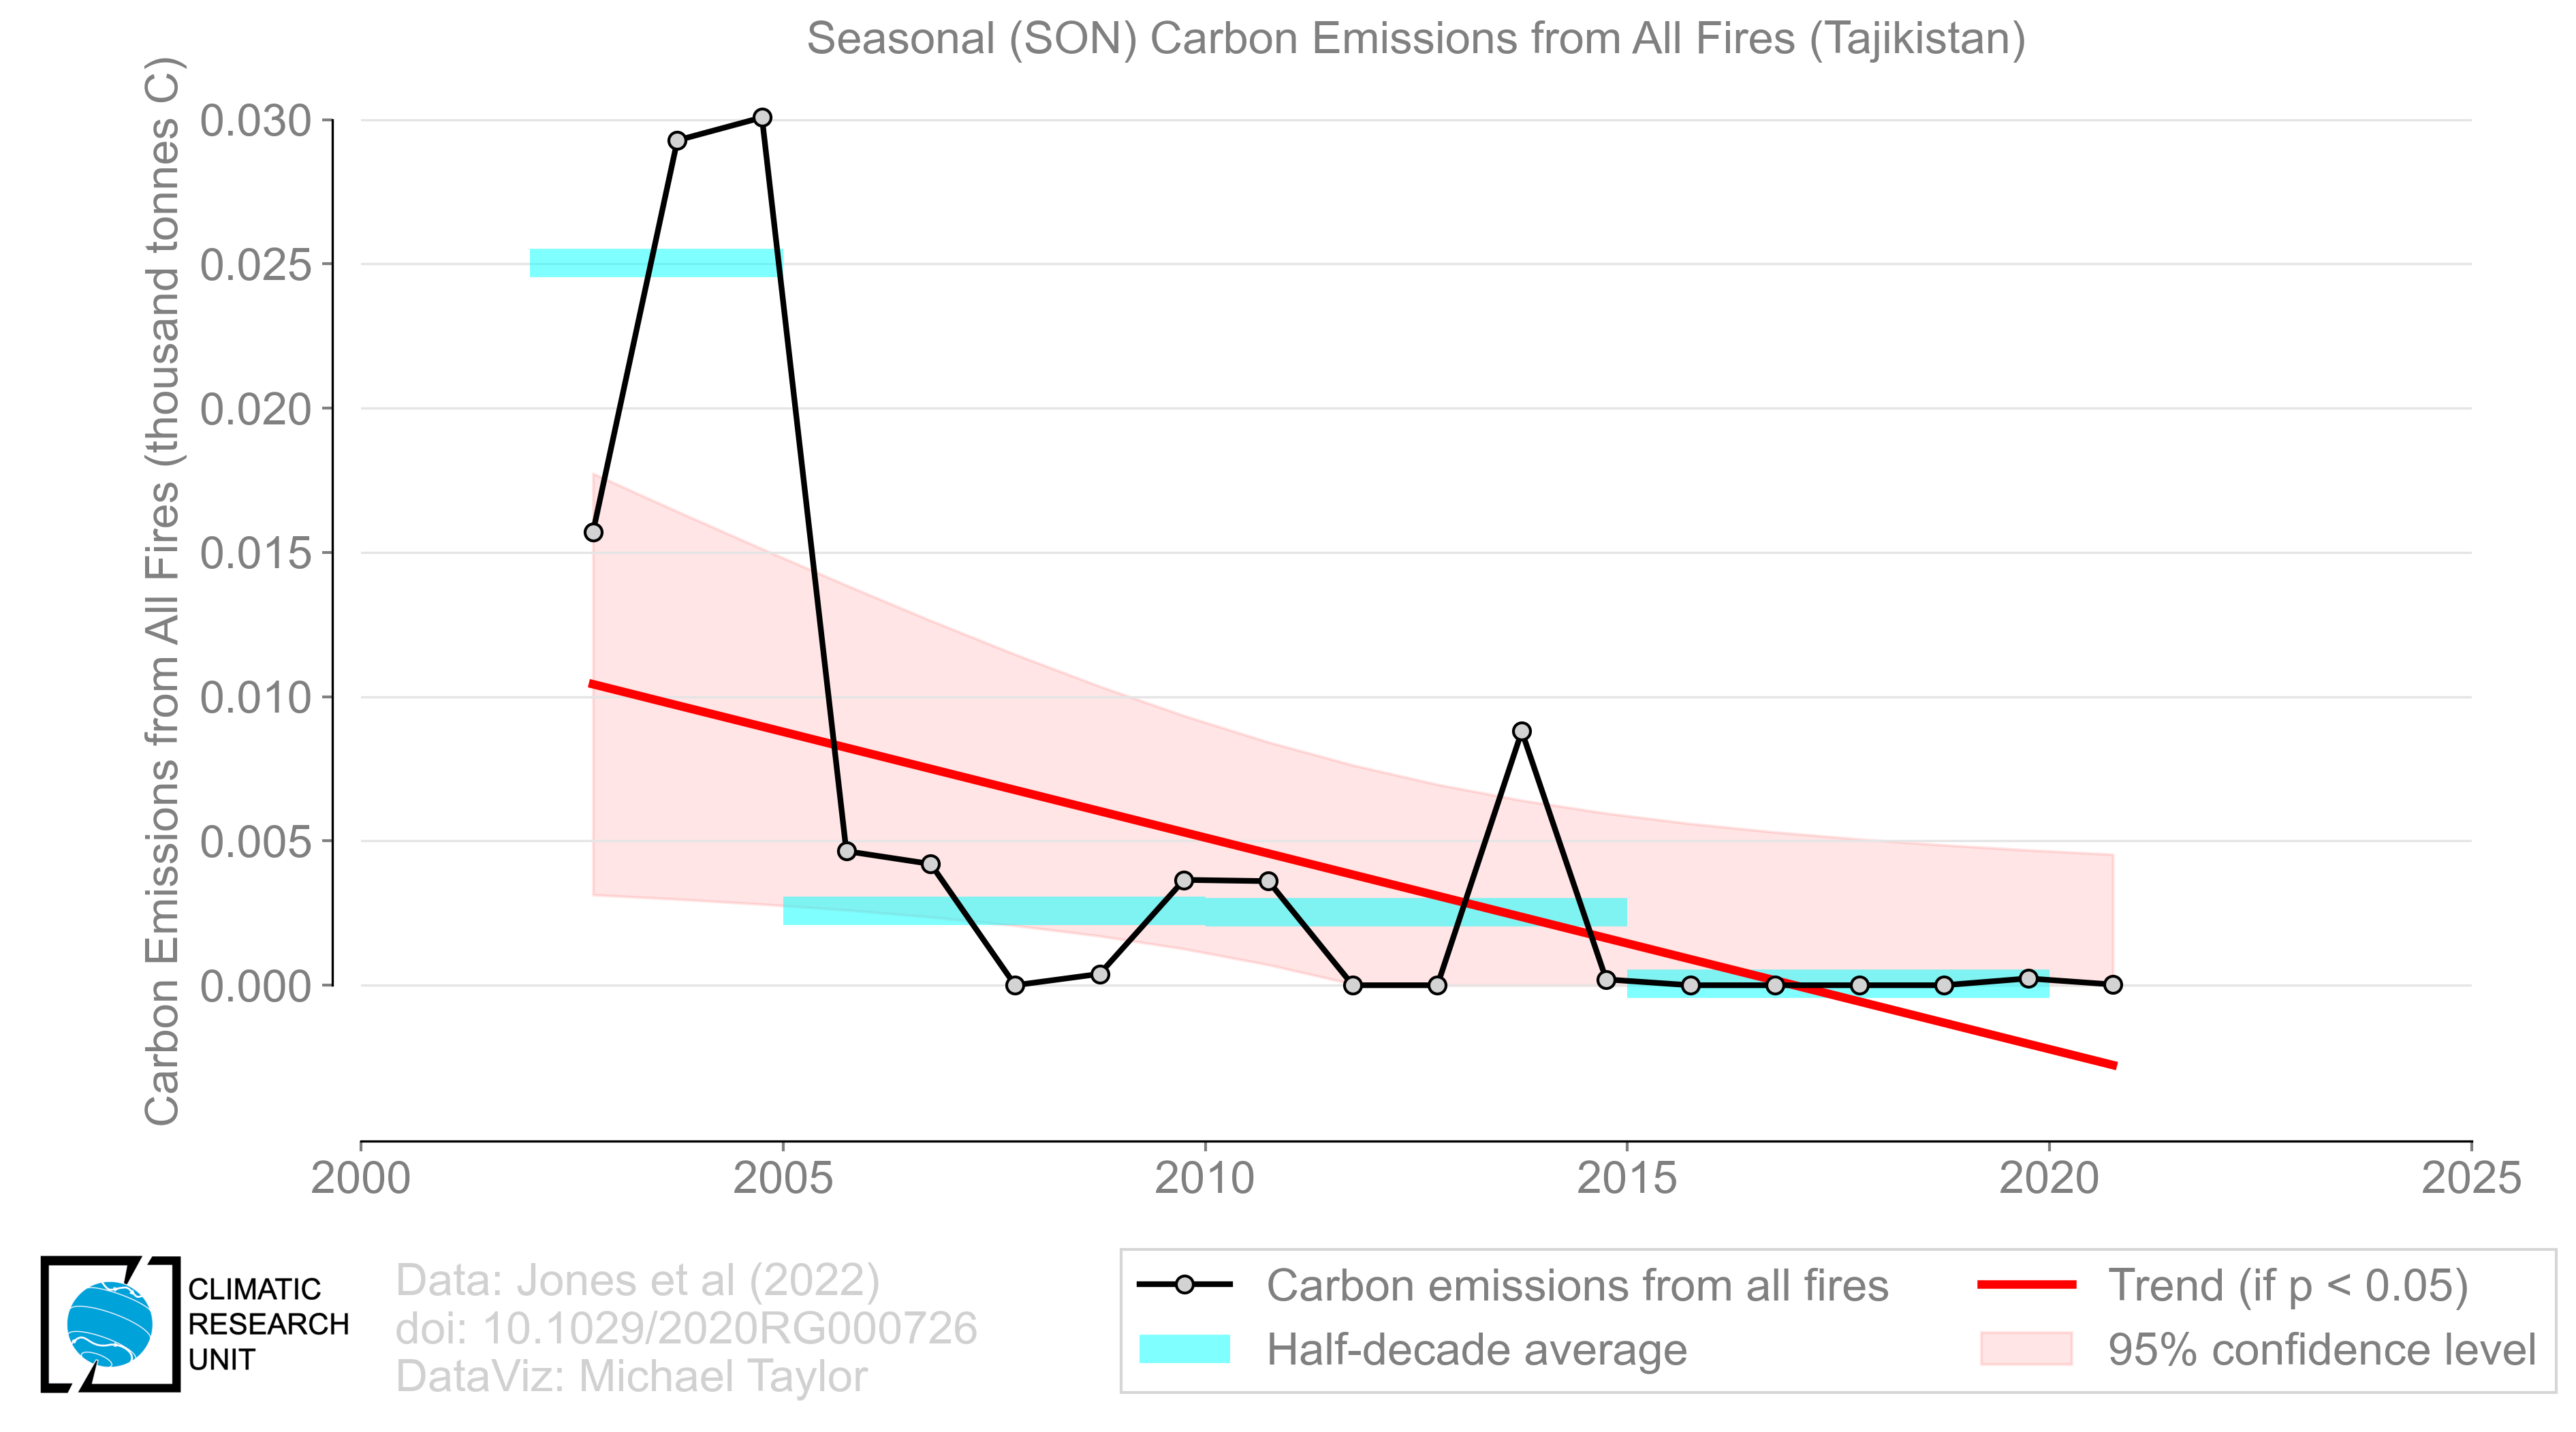 Seasonal (SON) Carbon Emissions from All Fires (Tajikistan)
Carbon Emissions from All Fires (thousand tonnes C)
0.030
0.025
0.020
0.015
0.010
0.005
0.000
2000 2005 2010 2015 2020 2025
CLIMATIC
RESEARCH
UNIT
Data: Jones et al (2022)
doi: 10.1029/2020RG000726
DataViz: Michael Taylor
Carbon emissions from all fires
Half-decade average
Trend (if p < 0.05)
95% confidence level